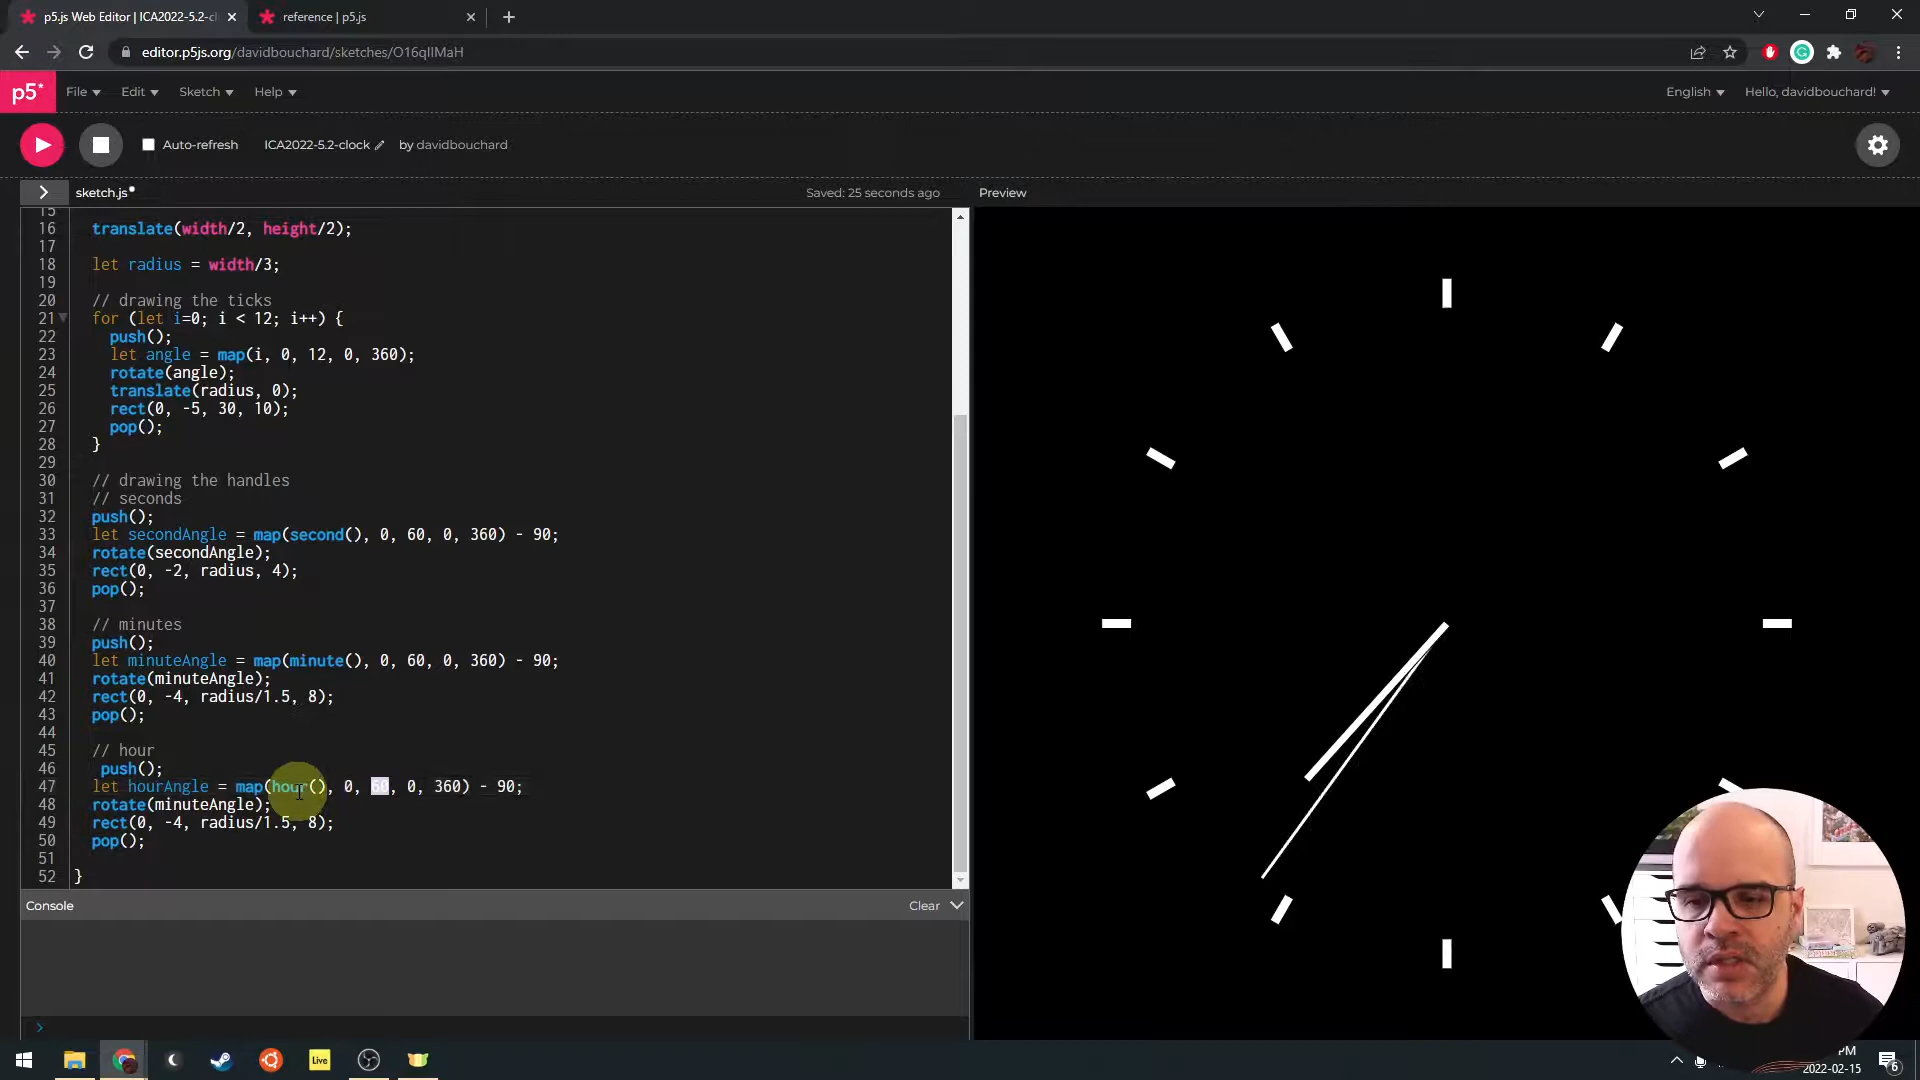 p5.js Web Editor | ICA2022-5.2-cl
reference | p5.js
editor.p5js.org/davidbouchard/sketches/O16qIIMaH
p5*
File
Edit
Sketch
Help
English
Hello, davidbouchard!
Auto-refresh
ICA2022-5.2-clock
by davidbouchard
sketch.js
Saved: 25 seconds ago
Preview
15
16 translate(width/2, height/2);
17
18 let radius = width/3;
19
20 // drawing the ticks
21 for (let i=0; i < 12; i++) {
22 push();
23 let angle = map(i, 0, 12, 0, 360);
24 rotate(angle);
25 translate(radius, 0);
26 rect(0, -5, 30, 10);
27 pop();
28 }
29
30 // drawing the handles
31 // seconds
32 push();
33 let secondAngle = map(second(), 0, 60, 0, 360) - 90;
34 rotate(secondAngle);
35 rect(0, -2, radius, 4);
36 pop();
37
38 // minutes
39 push();
40 let minuteAngle = map(minute(), 0, 60, 0, 360) - 90;
41 rotate(minuteAngle);
42 rect(0, -4, radius/1.5, 8);
43 pop();
44
45 // hour
46 push();
47 let hourAngle = map(hour(), 0, 60, 0, 360) - 90;
48 rotate(minuteAngle);
49 rect(0, -4, radius/1.5, 8);
50 pop();
51
52 }
Console
Clear
>
Live
PM
2022-02-15
6